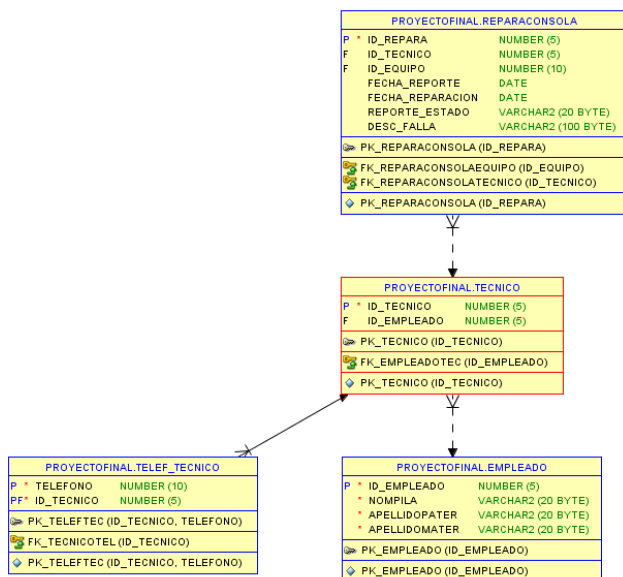 PROYECTOFINAL.REPARACONSOLA
P * ID_REPARA NUMBER (5)
F ID_TECNICO NUMBER (5)
F ID_EQUIPO NUMBER (10)
FECHA_REPORTE DATE
FECHA_REPARACION DATE
REPORTE_ESTADO VARCHAR2 (20 BYTE)
DESC_FALLA VARCHAR2 (100 BYTE)
PK_REPARACONSOLA (ID_REPARA)
FK_REPARACONSOLAEQUIPO (ID_EQUIPO)
FK_REPARACONSOLATECNICO (ID_TECNICO)
PK_REPARACONSOLA (ID_REPARA)
PROYECTOFINAL.TECNICO
P * ID_TECNICO NUMBER (5)
F ID_EMPLEADO NUMBER (5)
PK_TECNICO (ID_TECNICO)
FK_EMPLEADOTEC (ID_EMPLEADO)
PK_TECNICO (ID_TECNICO)
PROYECTOFINAL.TELEF_TECNICO
P * TELEFONO NUMBER (10)
PF* ID_TECNICO NUMBER (5)
PK_TELEFTEC (ID_TECNICO, TELEFONO)
FK_TECNICOTEL (ID_TECNICO)
PK_TELEFTEC (ID_TECNICO, TELEFONO)
PROYECTOFINAL.EMPLEADO
P * ID_EMPLEADO NUMBER (5)
* NOMPILA VARCHAR2 (20 BYTE)
* APELLIDOPATER VARCHAR2 (20 BYTE)
* APELLIDOMATER VARCHAR2 (20 BYTE)
PK_EMPLEADO (ID_EMPLEADO)
PK_EMPLEADO (ID_EMPLEADO)